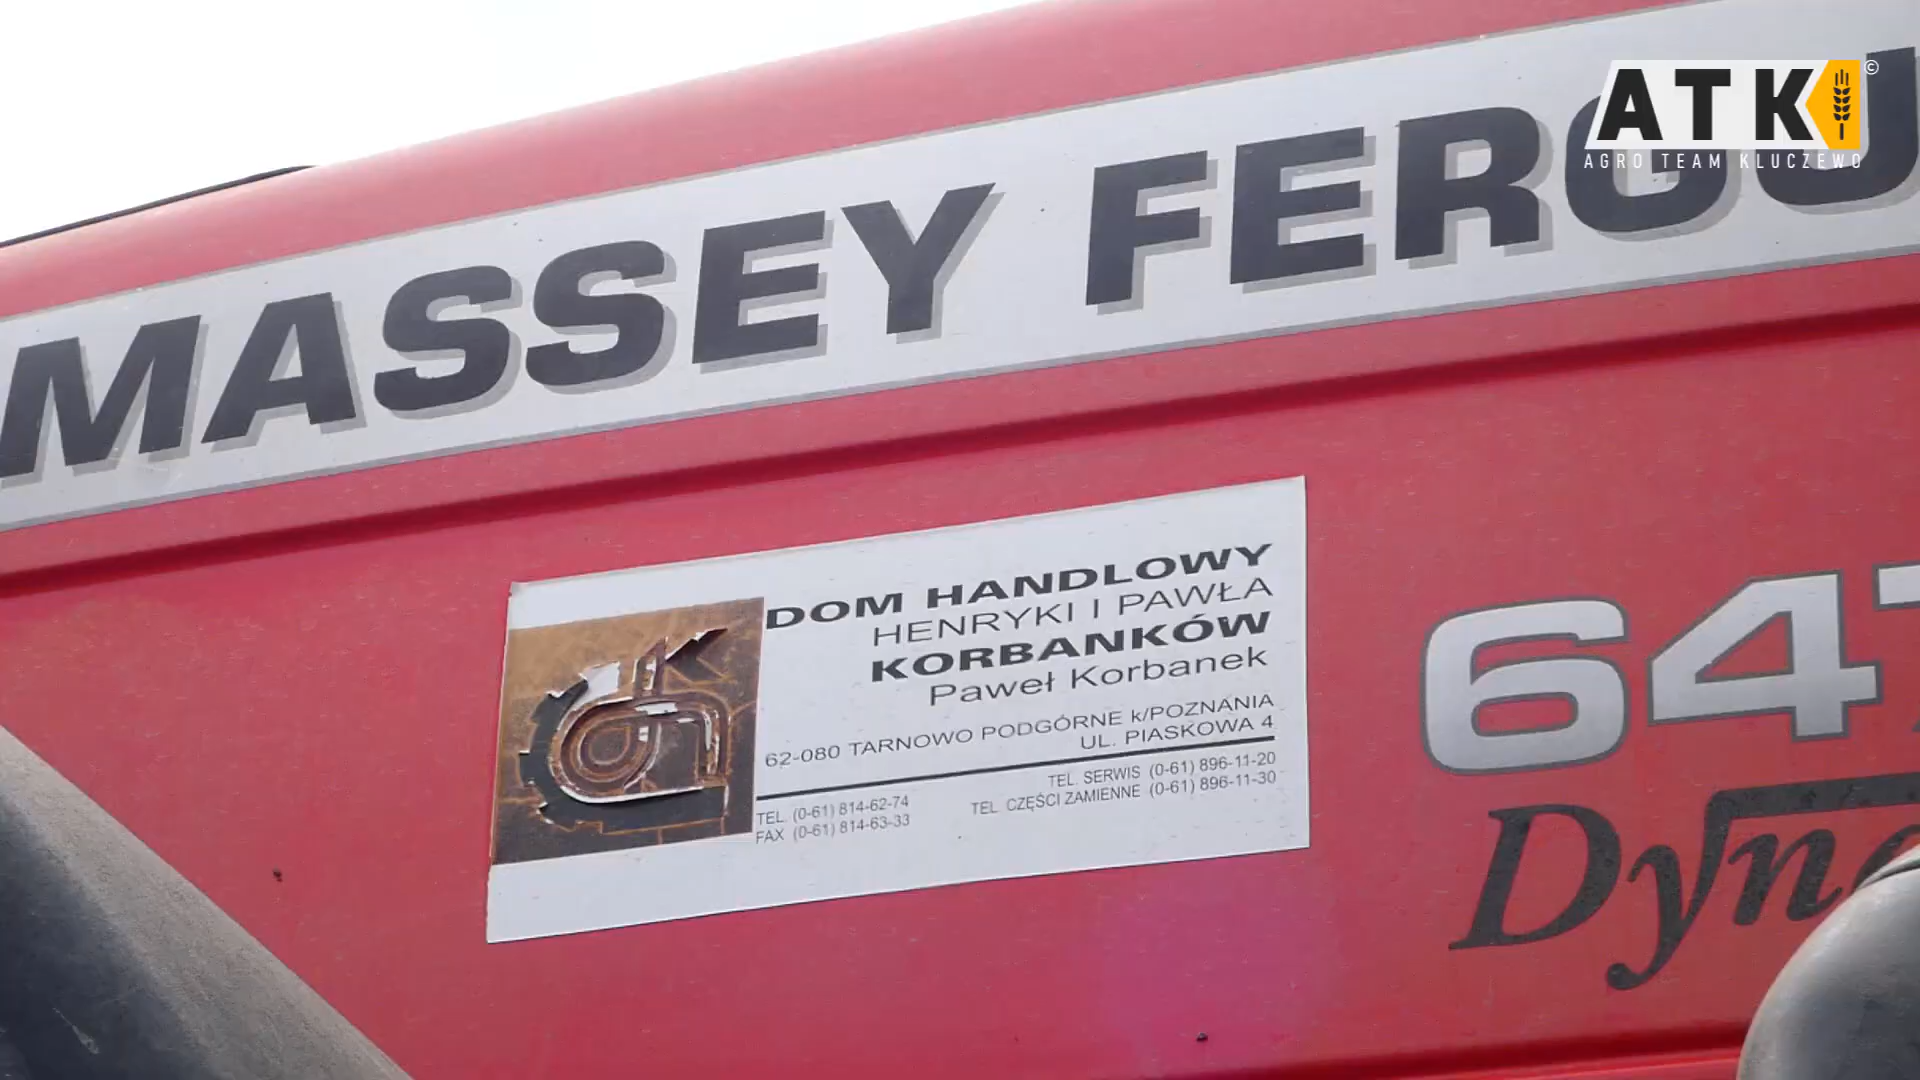 ATK
©
AGRO TEAM KLUCZEWO
MASSEY FERGU
DOM HANDLOWY
HENRYKI I PAWŁA
KORBANKÓW
Paweł Korbanek
62-080 TARNOWO PODGÓRNE k/POZNANIA
UL. PIASKOWA 4
TEL. SERWIS (0-61) 896-11-20
TEL. CZĘŚCI ZAMIENNE (0-61) 896-11-30
TEL. (0-61) 814-62-74
FAX (0-61) 814-63-33
647
Dyna